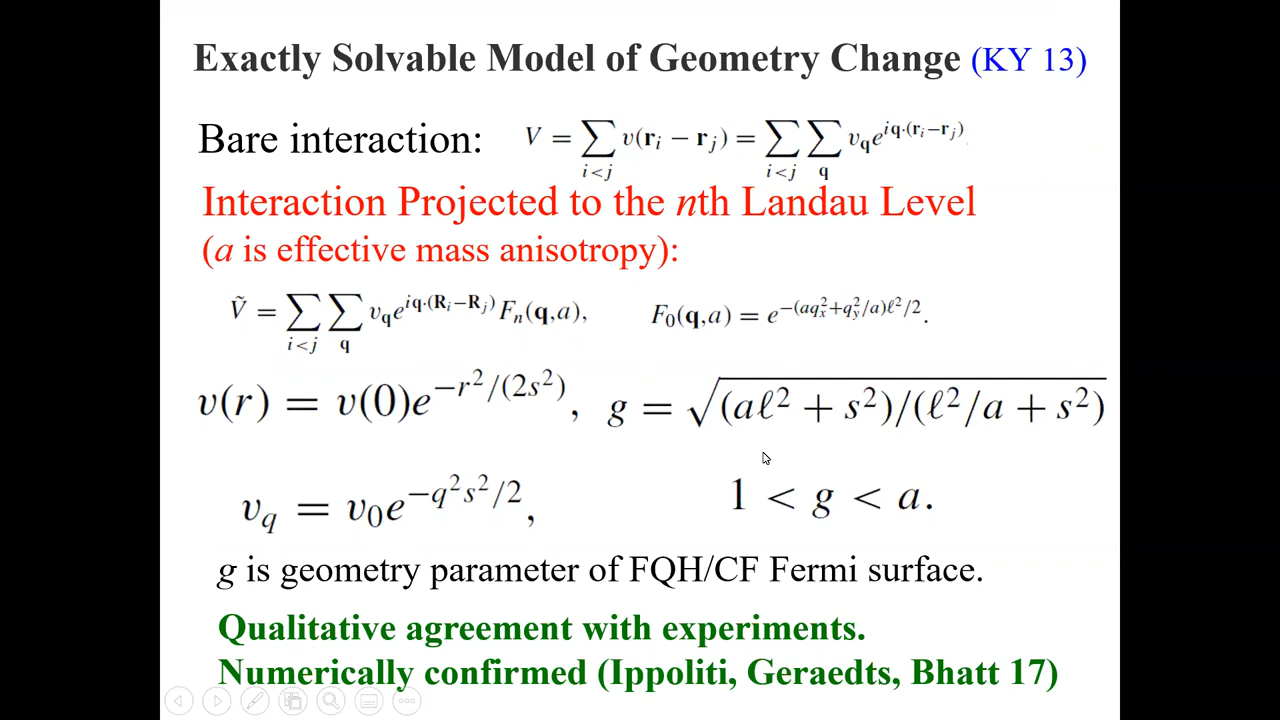 Exactly Solvable Model of Geometry Change (KY 13)
Bare interaction: V = ∑_{i<j} v(r_i − r_j) = ∑_{i<j} ∑_q v_q e^{iq·(r_i−r_j)}
Interaction Projected to the nth Landau Level
(a is effective mass anisotropy):
Ṽ = ∑_{i<j} ∑_q v_q e^{iq·(R_i−R_j)} F_n(q,a), F_0(q,a) = e^{−(aq_x^2+q_y^2/a)ℓ^2/2}.
v(r) = v(0)e^{−r^2/(2s^2)}, g = √((aℓ^2 + s^2)/(ℓ^2/a + s^2))
v_q = v_0e^{−q^2s^2/2}, 1 < g < a.
g is geometry parameter of FQH/CF Fermi surface.
Qualitative agreement with experiments.
Numerically confirmed (Ippoliti, Geraedts, Bhatt 17)